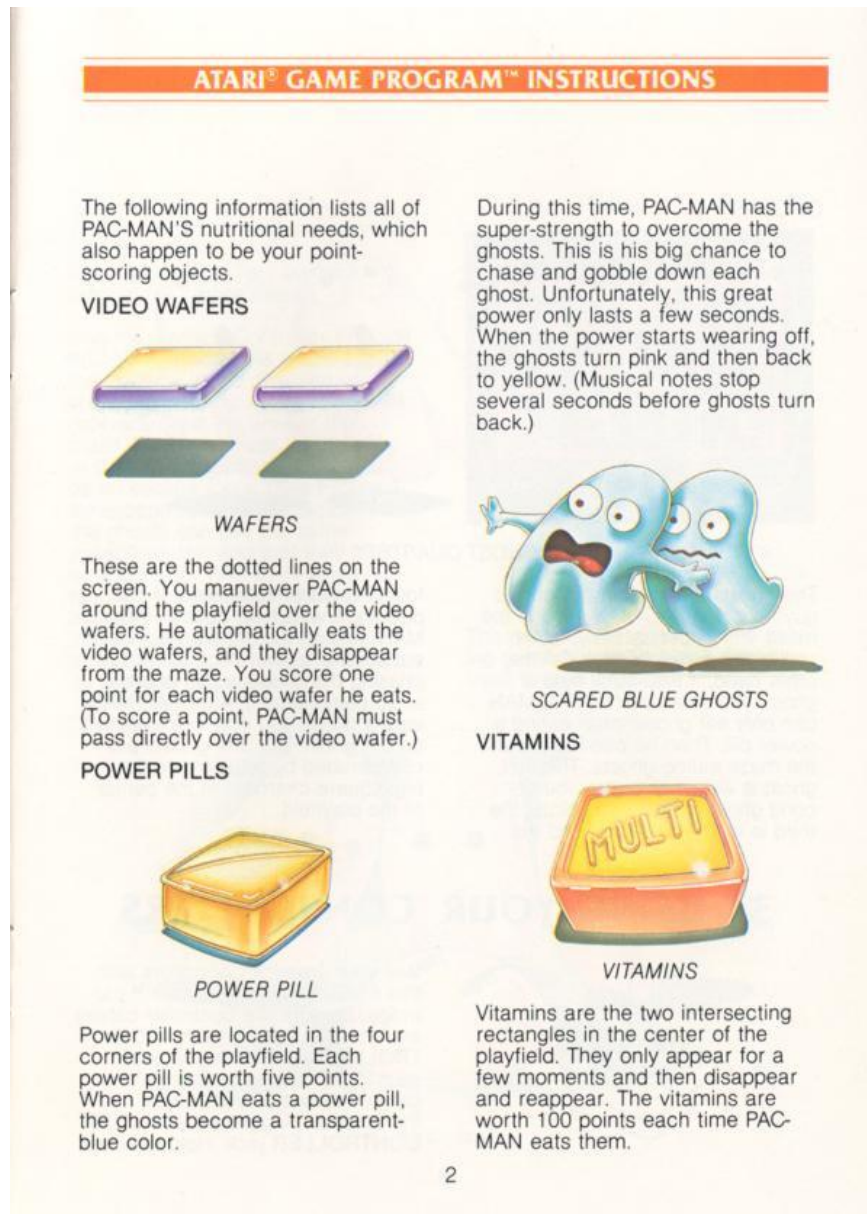 ATARI® GAME PROGRAM™ INSTRUCTIONS
The following information lists all of
PAC-MAN'S nutritional needs, which
also happen to be your point-
scoring objects.
VIDEO WAFERS
WAFERS
These are the dotted lines on the
screen. You manuever PAC-MAN
around the playfield over the video
wafers. He automatically eats the
video wafers, and they disappear
from the maze. You score one
point for each video wafer he eats.
(To score a point, PAC-MAN must
pass directly over the video wafer.)
POWER PILLS
POWER PILL
Power pills are located in the four
corners of the playfield. Each
power pill is worth five points.
When PAC-MAN eats a power pill,
the ghosts become a transparent-
blue color.
During this time, PAC-MAN has the
super-strength to overcome the
ghosts. This is his big chance to
chase and gobble down each
ghost. Unfortunately, this great
power only lasts a few seconds.
When the power starts wearing off,
the ghosts turn pink and then back
to yellow. (Musical notes stop
several seconds before ghosts turn
back.)
SCARED BLUE GHOSTS
VITAMINS
MULTI
VITAMINS
Vitamins are the two intersecting
rectangles in the center of the
playfield. They only appear for a
few moments and then disappear
and reappear. The vitamins are
worth 100 points each time PAC-
MAN eats them.
2